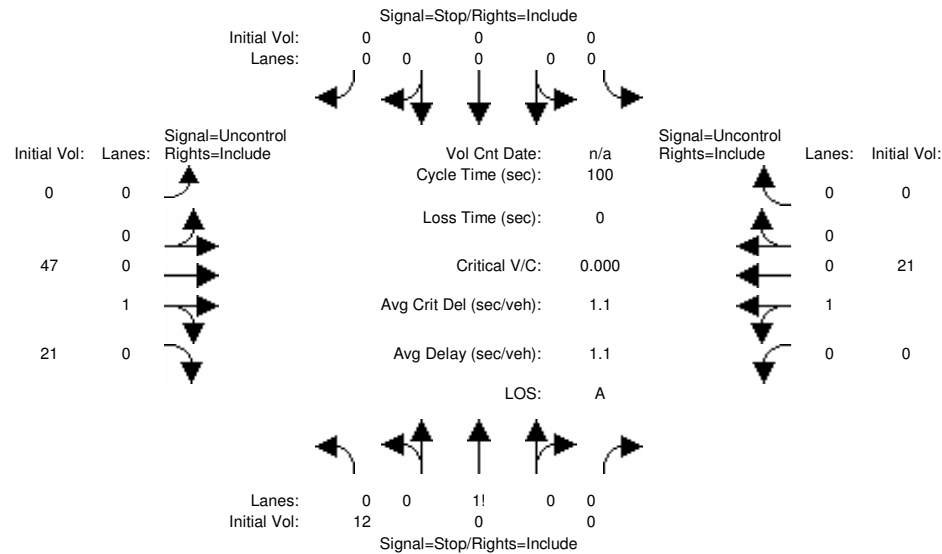 Signal=Stop/Rights=Include
Initial Vol: 0 0 0
Lanes: 0 0 0 0 0
Signal=Uncontrol Signal=Uncontrol
Initial Vol: Lanes: Rights=Include Vol Cnt Date: n/a Rights=Include Lanes: Initial Vol:
Cycle Time (sec): 100
0 0 0 0
Loss Time (sec): 0
0 0
47 0 Critical V/C: 0.000 0 21
1 Avg Crit Del (sec/veh): 1.1 1
21 0 Avg Delay (sec/veh): 1.1 0 0
LOS: A
Lanes: 0 0 1! 0 0
Initial Vol: 12 0 0
Signal=Stop/Rights=Include